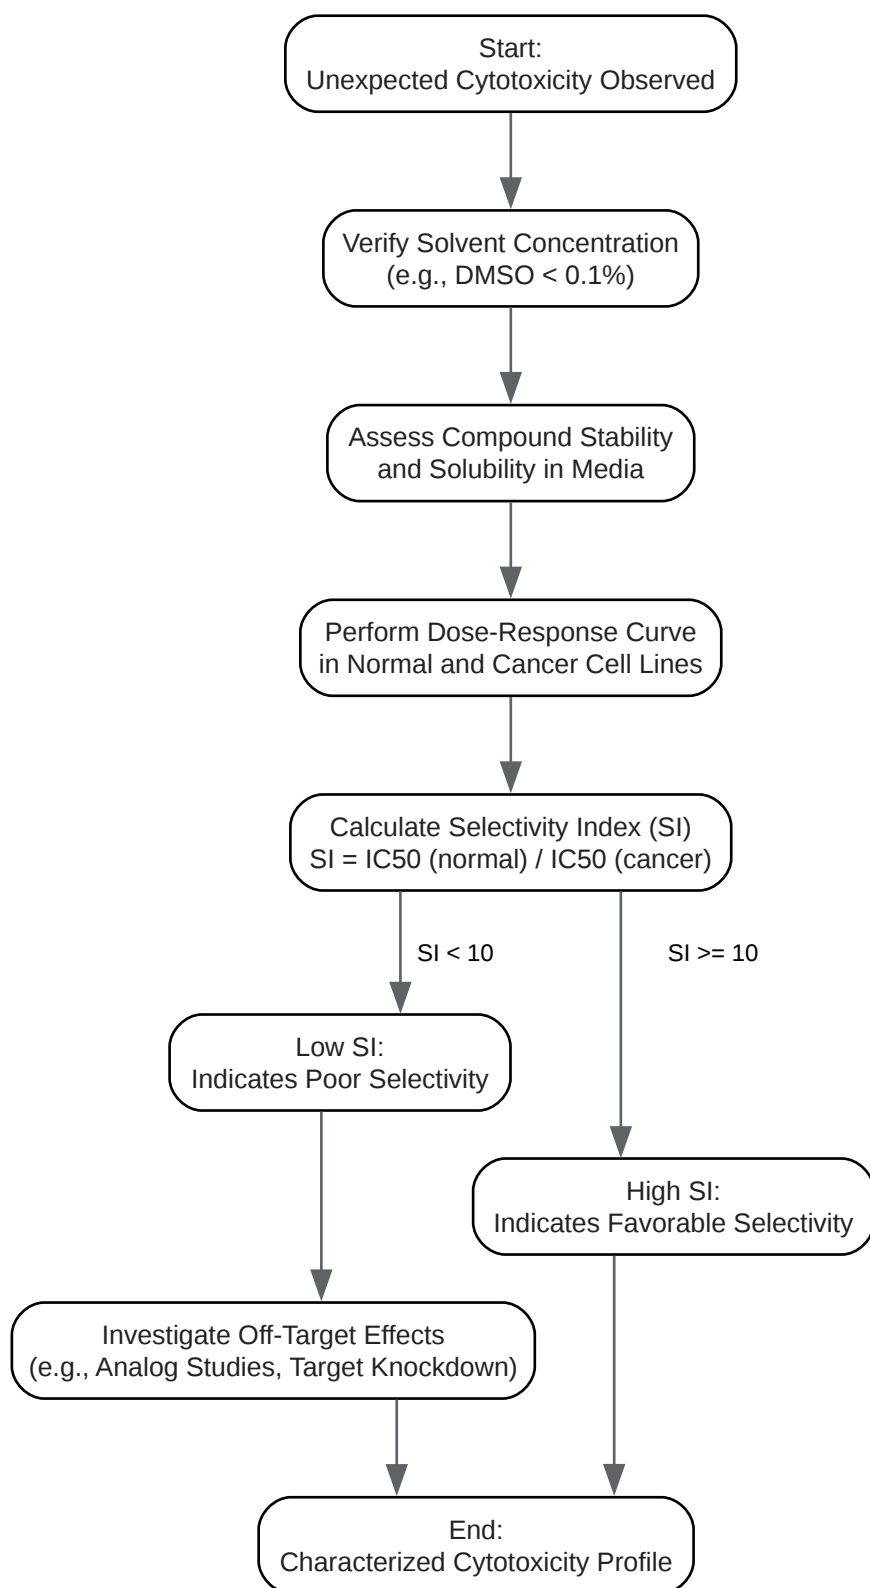 Start:
Unexpected Cytotoxicity Observed
Verify Solvent Concentration
(e.g., DMSO < 0.1%)
Assess Compound Stability
and Solubility in Media
Perform Dose-Response Curve
in Normal and Cancer Cell Lines
Calculate Selectivity Index (SI)
SI = IC50 (normal) / IC50 (cancer)
SI < 10
SI >= 10
Low SI:
Indicates Poor Selectivity
High SI:
Indicates Favorable Selectivity
Investigate Off-Target Effects
(e.g., Analog Studies, Target Knockdown)
End:
Characterized Cytotoxicity Profile